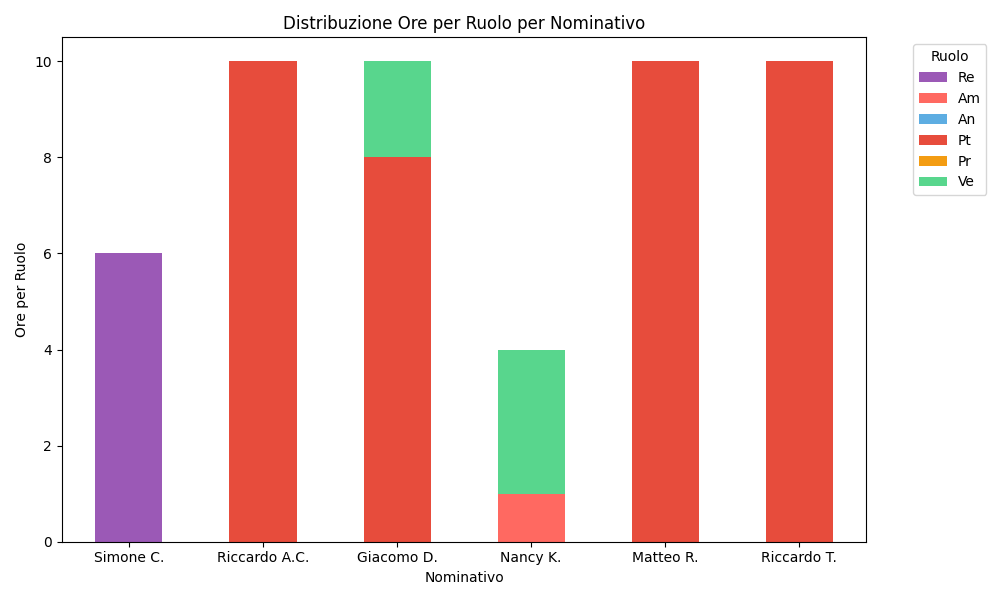 Distribuzione Ore per Ruolo per Nominativo
Ruolo
Re
Am
An
Pt
Pr
Ve
Ore per Ruolo
10
8
6
4
2
0
Simone C. Riccardo A.C. Giacomo D. Nancy K. Matteo R. Riccardo T.
Nominativo